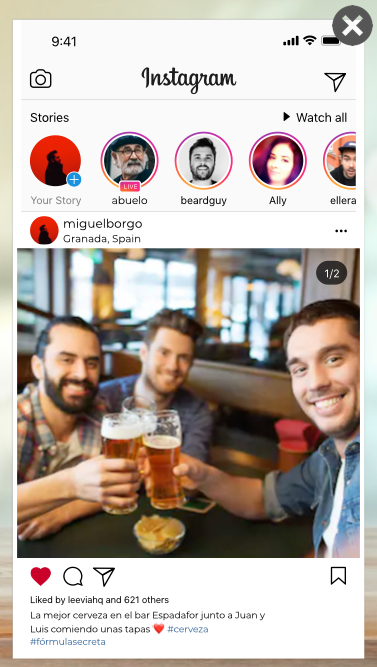 9:41
Instagram
Stories
Watch all
LIVE
Your Story
abuelo
beardguy
Ally
ellera
miguelborgo
Granada, Spain
1/2
Liked by leeviahq and 621 others
La mejor cerveza en el bar Espadafor junto a Juan y
Luis comiendo unas tapas ❤️ #cerveza
#fórmulasecreta